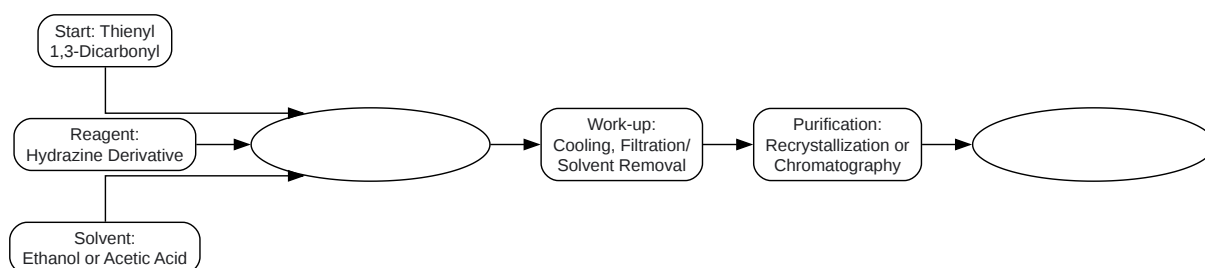 Start: Thienyl
1,3-Dicarbonyl
Reagent:
Hydrazine Derivative
Solvent:
Ethanol or Acetic Acid
Work-up:
Cooling, Filtration/
Solvent Removal
Purification:
Recrystallization or
Chromatography